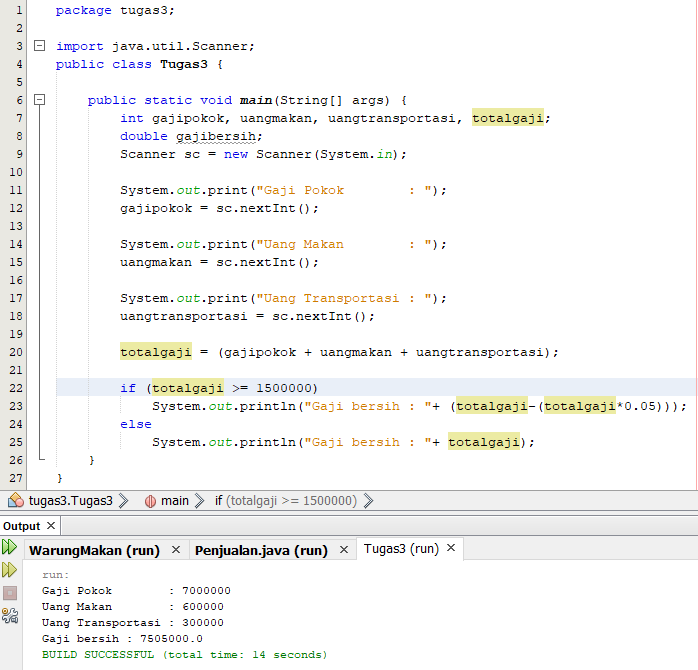 1 package tugas3;
2
3 import java.util.Scanner;
4 public class Tugas3 {
5
6     public static void main(String[] args) {
7         int gajipokok, uangmakan, uangtransportasi, totalgaji;
8         double gajibersih;
9         Scanner sc = new Scanner(System.in);
10
11         System.out.print("Gaji Pokok        : ");
12         gajipokok = sc.nextInt();
13
14         System.out.print("Uang Makan        : ");
15         uangmakan = sc.nextInt();
16
17         System.out.print("Uang Transportasi : ");
18         uangtransportasi = sc.nextInt();
19
20         totalgaji = (gajipokok + uangmakan + uangtransportasi);
21
22         if (totalgaji >= 1500000)
23             System.out.println("Gaji bersih : "+ (totalgaji-(totalgaji*0.05)));
24         else
25             System.out.println("Gaji bersih : "+ totalgaji);
26     }
27 }
tugas3.Tugas3 main if (totalgaji >= 1500000)
Output
WarungMakan (run) Penjualan.java (run) Tugas3 (run)
run:
Gaji Pokok        : 7000000
Uang Makan        : 600000
Uang Transportasi : 300000
Gaji bersih : 7505000.0
BUILD SUCCESSFUL (total time: 14 seconds)